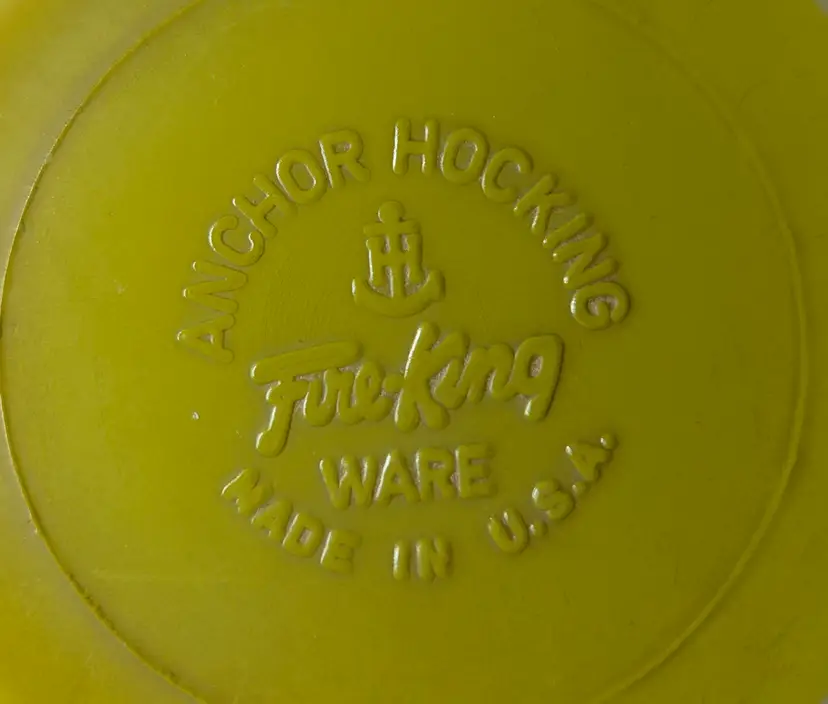 ANCHOR HOCKING
H
Fire-King
WARE
MADE IN U.S.A.